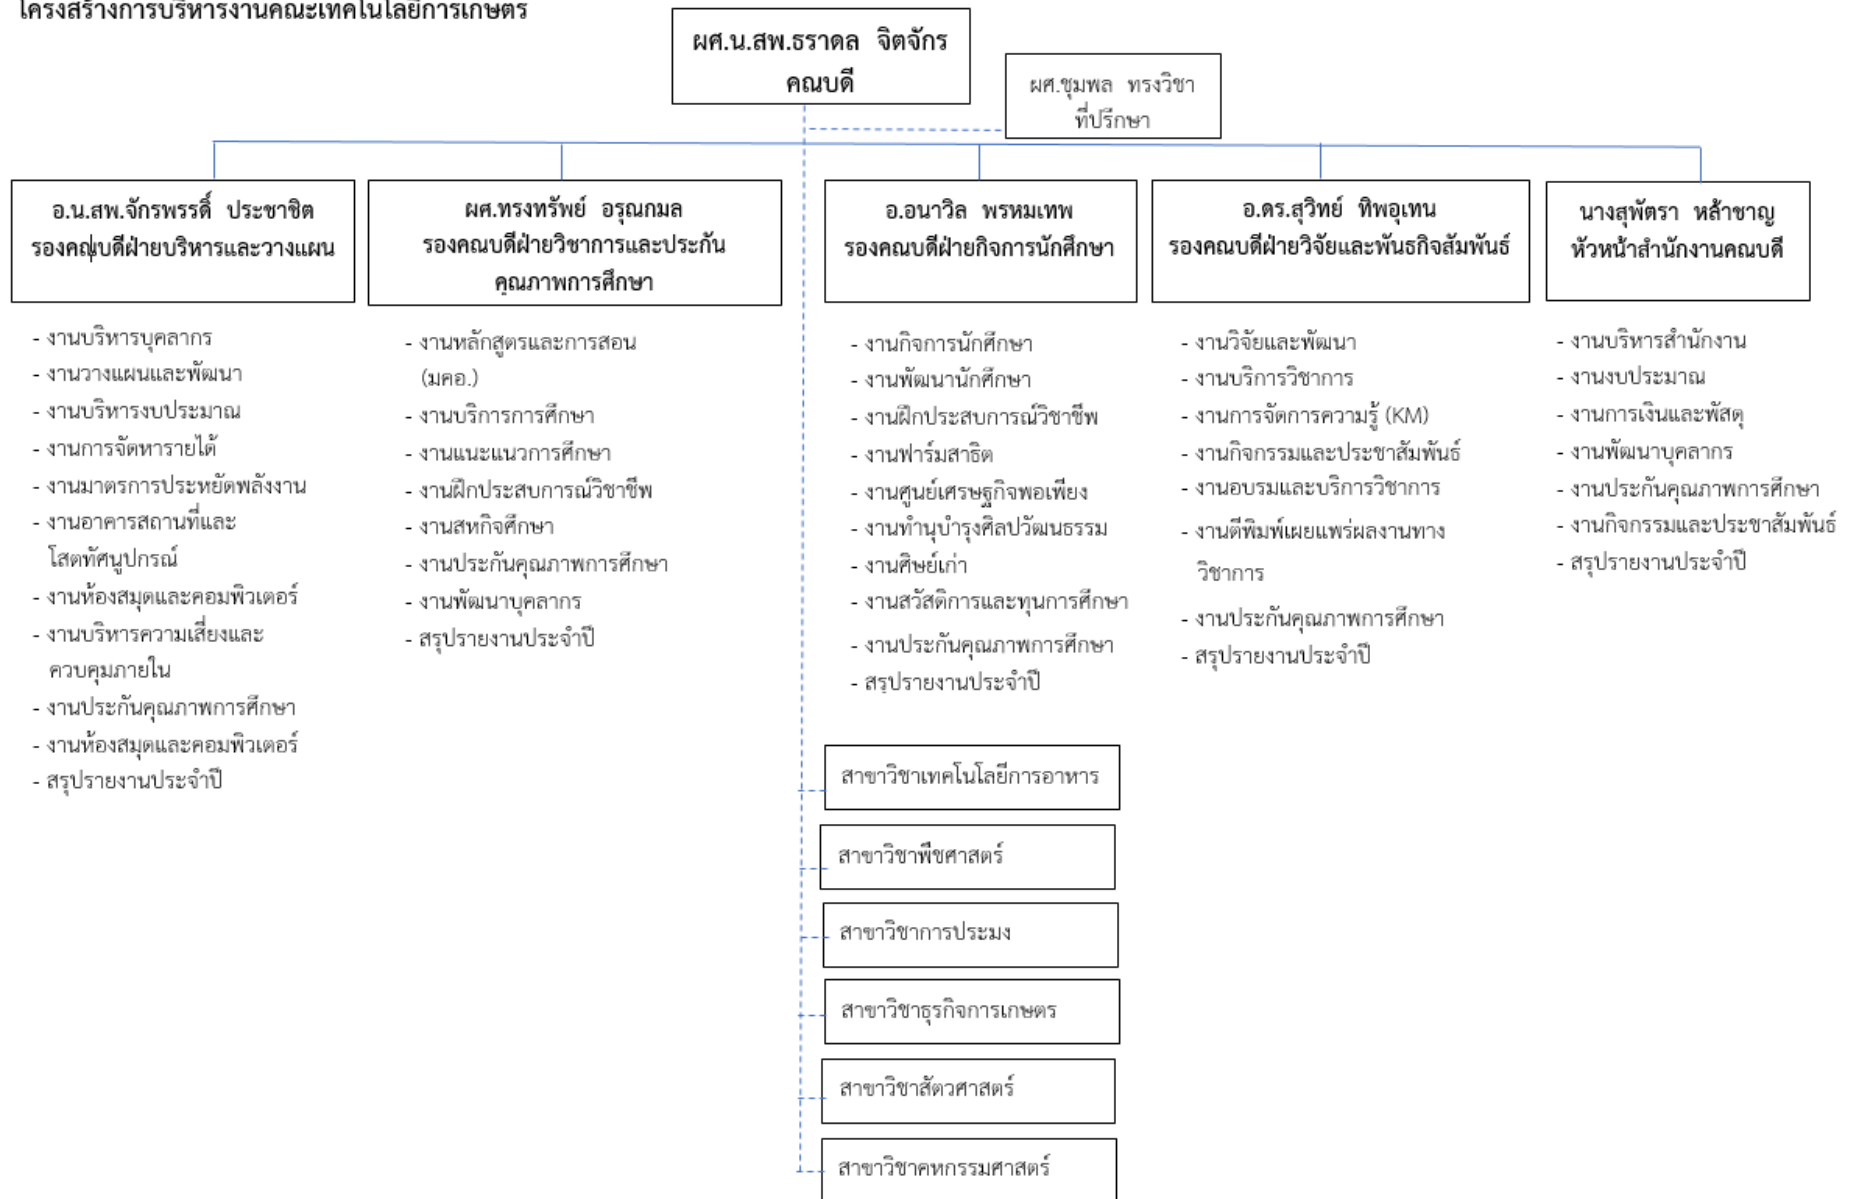 โครงสร้างการบริหารงานคณะเทคโนโลยีการเกษตร
ผศ.น.สพ.ธราดล จิตจักร
คณบดี
ผศ.ชุมพล ทรงวิชา
ที่ปรึกษา
อ.น.สพ.จักรพรรดิ์ ประชาชิต
รองคณบดีฝ่ายบริหารและวางแผน
ผศ.ทรงทรัพย์ อรุณกมล
รองคณบดีฝ่ายวิชาการและประกัน
คุณภาพการศึกษา
อ.อนาวิล พรหมเทพ
รองคณบดีฝ่ายกิจการนักศึกษา
อ.ดร.สุวิทย์ ทิพอุเทน
รองคณบดีฝ่ายวิจัยและพันธกิจสัมพันธ์
นางสุพัตรา หล้าชาญ
หัวหน้าสำนักงานคณบดี
- งานบริหารบุคลากร
- งานวางแผนและพัฒนา
- งานบริหารงบประมาณ
- งานการจัดหารายได้
- งานมาตรการประหยัดพลังงาน
- งานอาคารสถานที่และ
โสตทัศนูปกรณ์
- งานห้องสมุดและคอมพิวเตอร์
- งานบริหารความเสี่ยงและ
ควบคุมภายใน
- งานประกันคุณภาพการศึกษา
- งานห้องสมุดและคอมพิวเตอร์
- สรุปรายงานประจำปี
- งานหลักสูตรและการสอน
(มคอ.)
- งานบริการการศึกษา
- งานแนะแนวการศึกษา
- งานฝึกประสบการณ์วิชาชีพ
- งานสหกิจศึกษา
- งานประกันคุณภาพการศึกษา
- งานพัฒนาบุคลากร
- สรุปรายงานประจำปี
- งานกิจการนักศึกษา
- งานพัฒนานักศึกษา
- งานฝึกประสบการณ์วิชาชีพ
- งานฟาร์มสาธิต
- งานศูนย์เศรษฐกิจพอเพียง
- งานทำนุบำรุงศิลปวัฒนธรรม
- งานศิษย์เก่า
- งานสวัสดิการและทุนการศึกษา
- งานประกันคุณภาพการศึกษา
- สรุปรายงานประจำปี
- งานวิจัยและพัฒนา
- งานบริการวิชาการ
- งานการจัดการความรู้ (KM)
- งานกิจกรรมและประชาสัมพันธ์
- งานอบรมและบริการวิชาการ
- งานตีพิมพ์เผยแพร่ผลงานทาง
วิชาการ
- งานประกันคุณภาพการศึกษา
- สรุปรายงานประจำปี
- งานบริหารสำนักงาน
- งานงบประมาณ
- งานการเงินและพัสดุ
- งานพัฒนาบุคลากร
- งานประกันคุณภาพการศึกษา
- งานกิจกรรมและประชาสัมพันธ์
- สรุปรายงานประจำปี
สาขาวิชาเทคโนโลยีการอาหาร
สาขาวิชาพืชศาสตร์
สาขาวิชาการประมง
สาขาวิชาธุรกิจการเกษตร
สาขาวิชาสัตวศาสตร์
สาขาวิชาคหกรรมศาสตร์